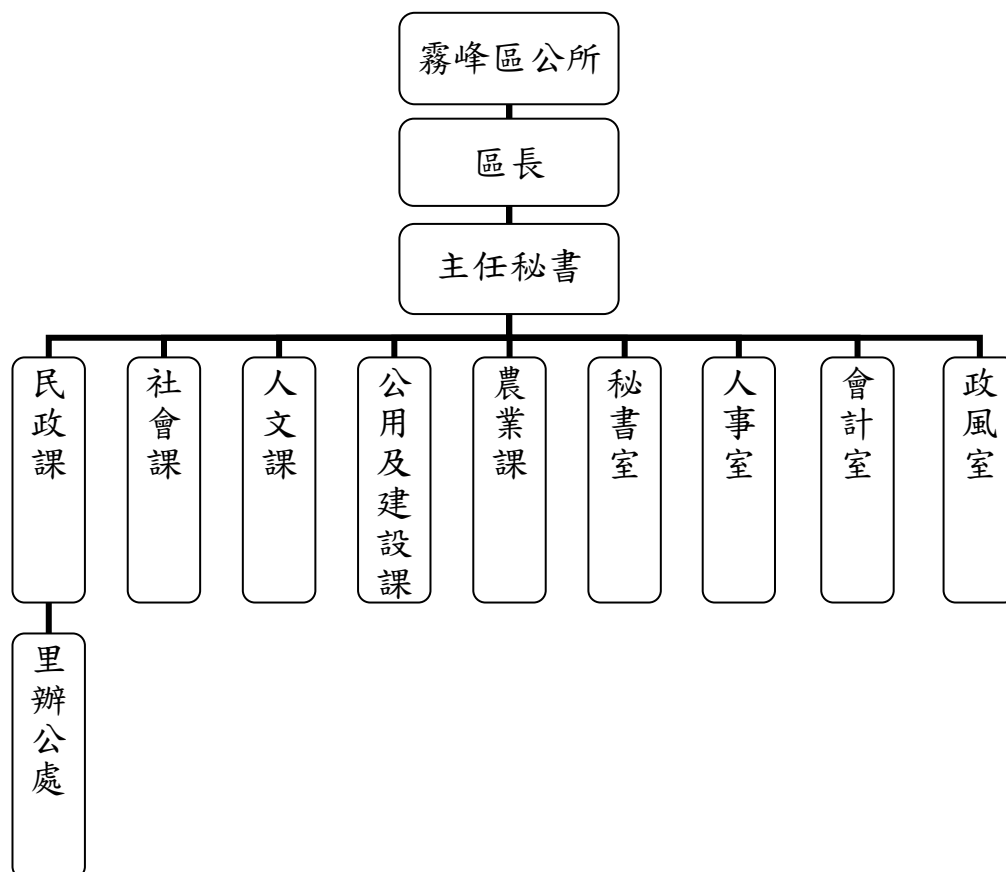 霧峰區公所
區長
主任秘書
民政課
社會課
人文課
公用及建設課
農業課
秘書室
人事室
會計室
政風室
里辦公處